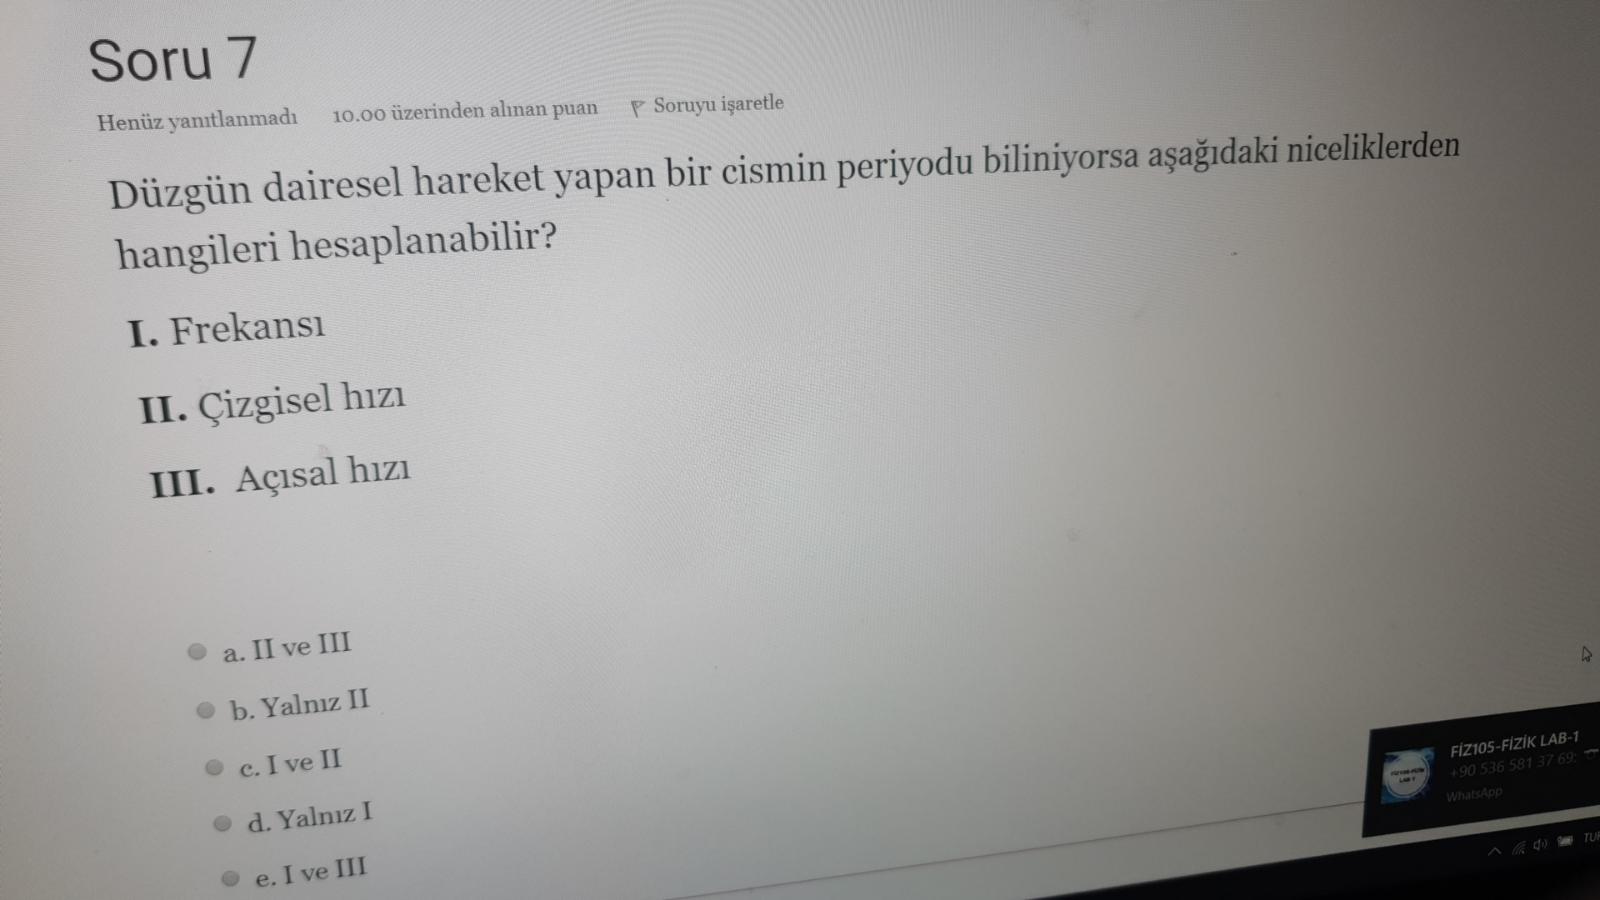 Soru 7
Henüz yanıtlanmadı 10.00 üzerinden alınan puan Soruyu işaretle
Düzgün dairesel hareket yapan bir cismin periyodu biliniyorsa aşağıdaki niceliklerden
hangileri hesaplanabilir?
I. Frekansı
II. Çizgisel hızı
III. Açısal hızı
a. II ve III
b. Yalnız II
c. I ve II
d. Yalnız I
e. I ve III
FİZ105-FİZİK LAB-1
+90 536 581 37 69:
WhatsApp